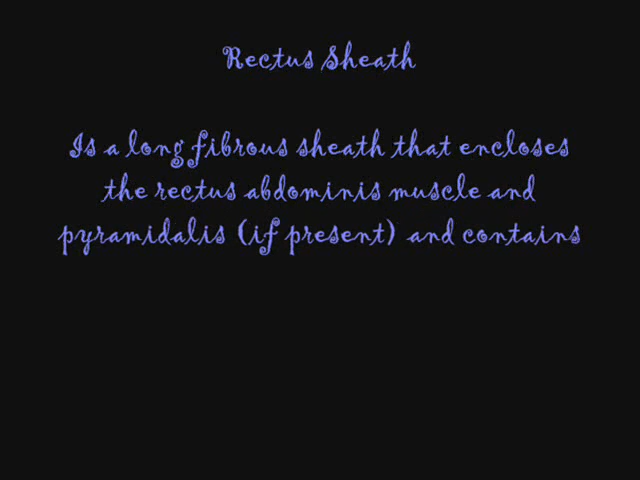 Rectus Sheath
Is a long fibrous sheath that encloses
the rectus abdominis muscle and
pyramidalis (if present) and contains